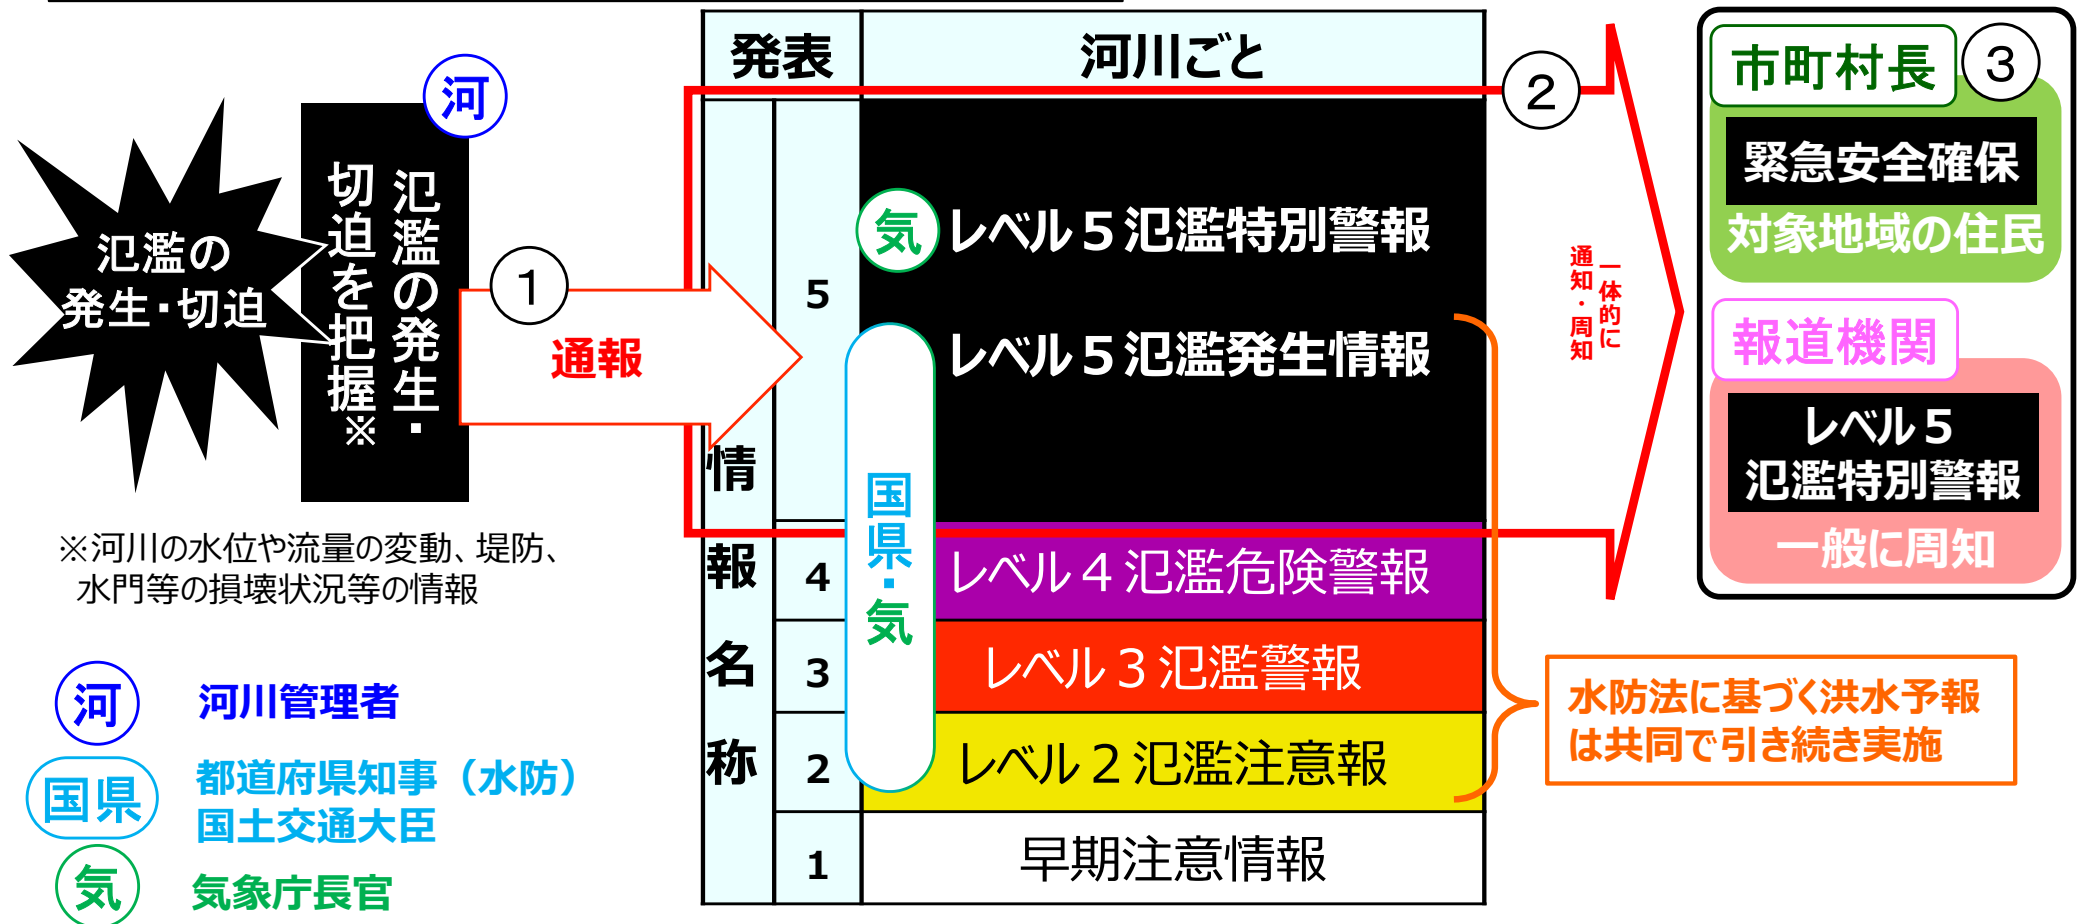 河
氾濫の
発生・切迫
氾濫の発生・
切迫を把握※
①
通報
※河川の水位や流量の変動、堤防、
水門等の損壊状況等の情報
河 河川管理者
国県 都道府県知事（水防）
国土交通大臣
気 気象庁長官
発表 河川ごと
情報名称
5
気 レベル５氾濫特別警報
レベル５氾濫発生情報
国県・気
4 レベル４氾濫危険警報
3 レベル３氾濫警報
2 レベル２氾濫注意報
1 早期注意情報
②
一体的に
通知・周知
市町村長 ③
緊急安全確保
対象地域の住民
報道機関
レベル５
氾濫特別警報
一般に周知
水防法に基づく洪水予報
は共同で引き続き実施